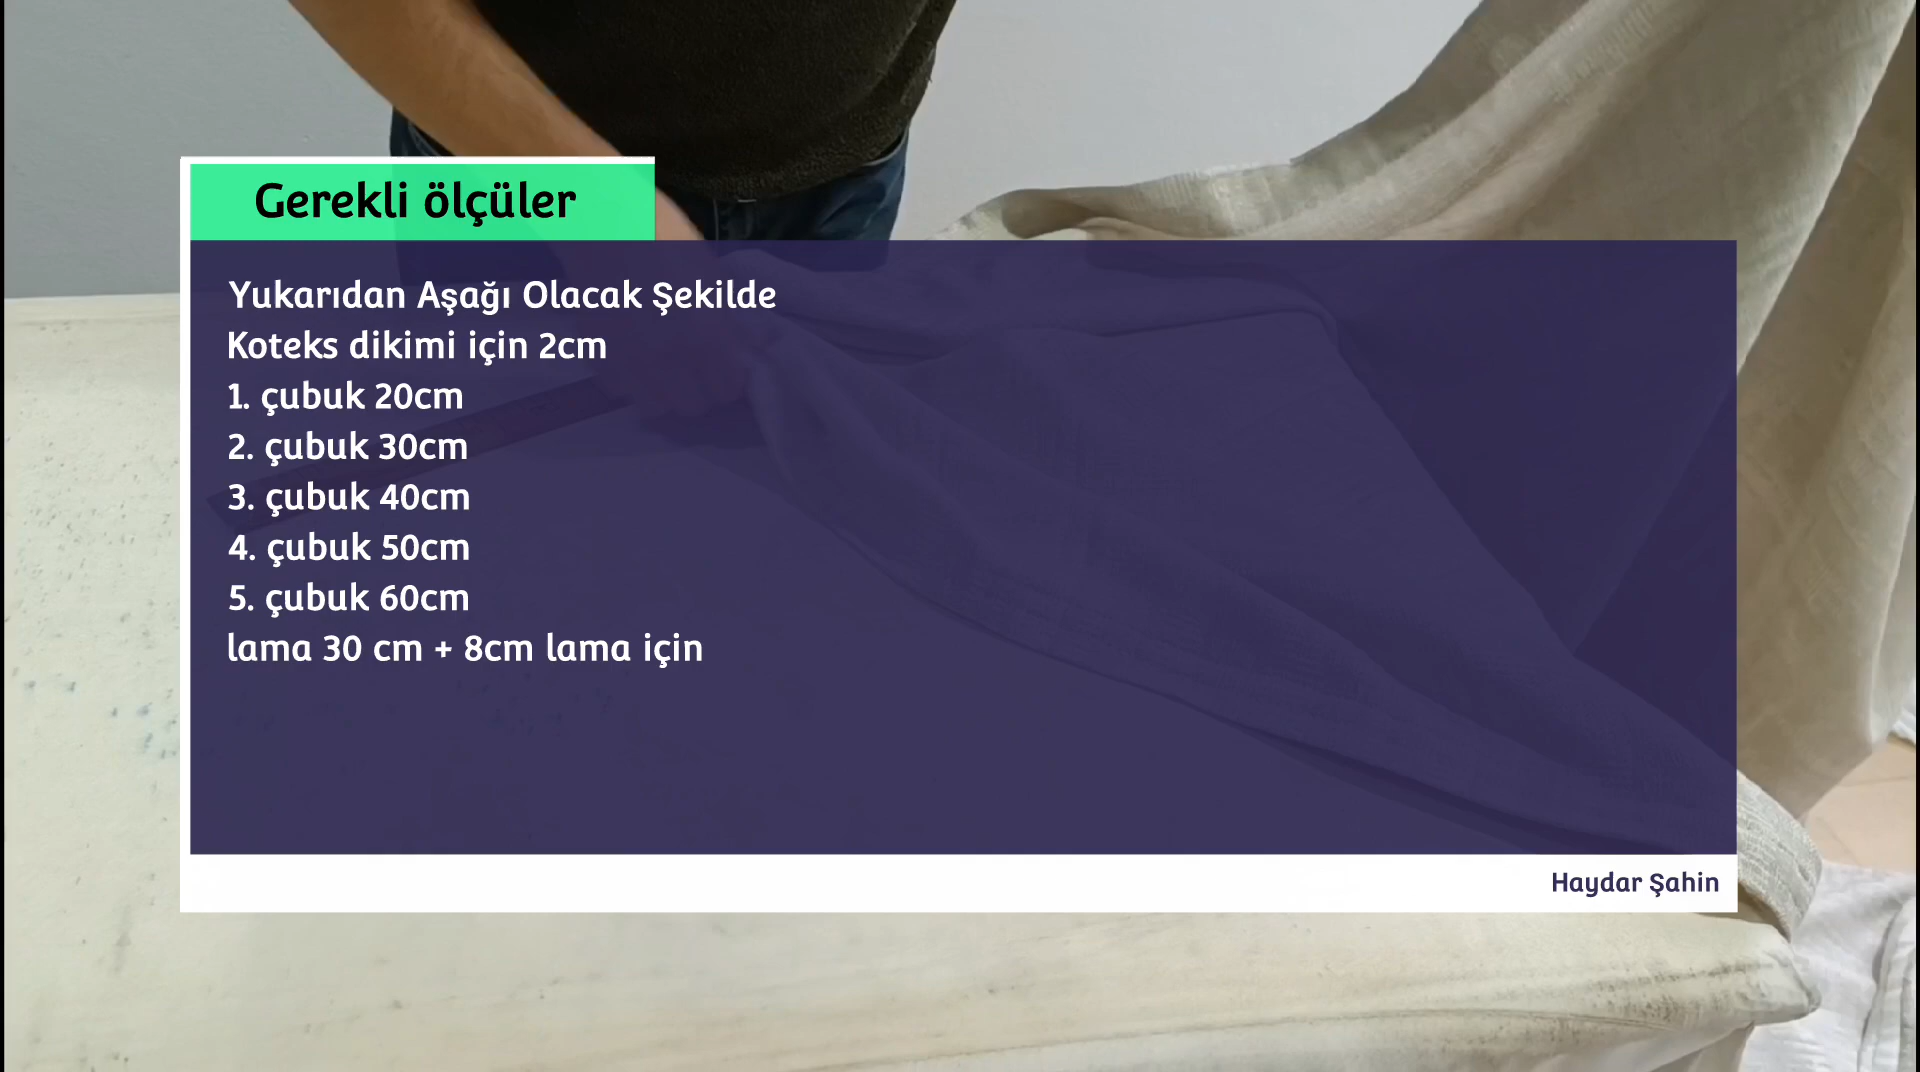 Gerekli ölçüler
Yukarıdan Aşağı Olacak Şekilde
Koteks dikimi için 2cm
1. çubuk 20cm
2. çubuk 30cm
3. çubuk 40cm
4. çubuk 50cm
5. çubuk 60cm
lama 30 cm + 8cm lama için
Haydar Şahin